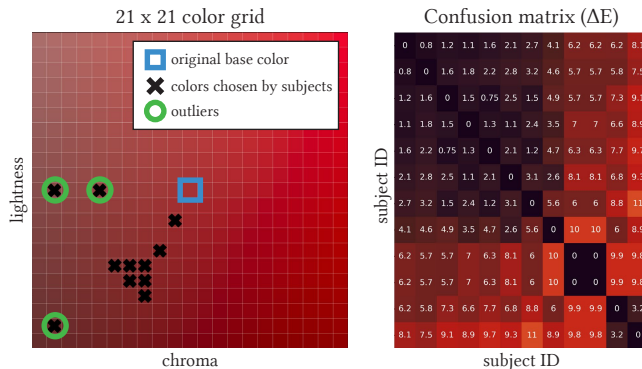 21 x 21 color grid
original base color
colors chosen by subjects
outliers
lightness
chroma
Confusion matrix (ΔE)
subject ID
0 0.8 1.2 1.1 1.6 2.1 2.7 4.1 6.2 6.2 6.2 8.1
0.8 0 1.6 1.8 2.2 2.8 3.2 4.6 5.7 5.7 5.8 7.5
1.2 1.6 0 1.5 0.75 2.5 1.5 4.9 5.7 5.7 7.3 9.1
1.1 1.8 1.5 0 1.3 1.1 2.4 3.5 7 7 6.6 8.9
1.6 2.2 0.75 1.3 0 2.1 1.2 4.7 6.3 6.3 7.7 9.7
2.1 2.8 2.5 1.1 2.1 0 3.1 2.6 8.1 8.1 6.8 9.3
2.7 3.2 1.5 2.4 1.2 3.1 0 5.6 6 6 8.8 11
4.1 4.6 4.9 3.5 4.7 2.6 5.6 0 10 10 6 8.9
6.2 5.7 5.7 7 6.3 8.1 6 10 0 0 9.9 9.8
6.2 5.7 5.7 7 6.3 8.1 6 10 0 0 9.9 9.8
6.2 5.8 7.3 6.6 7.7 6.8 8.8 6 9.9 9.9 0 3.2
8.1 7.5 9.1 8.9 9.7 9.3 11 8.9 9.8 9.8 3.2 0
subject ID